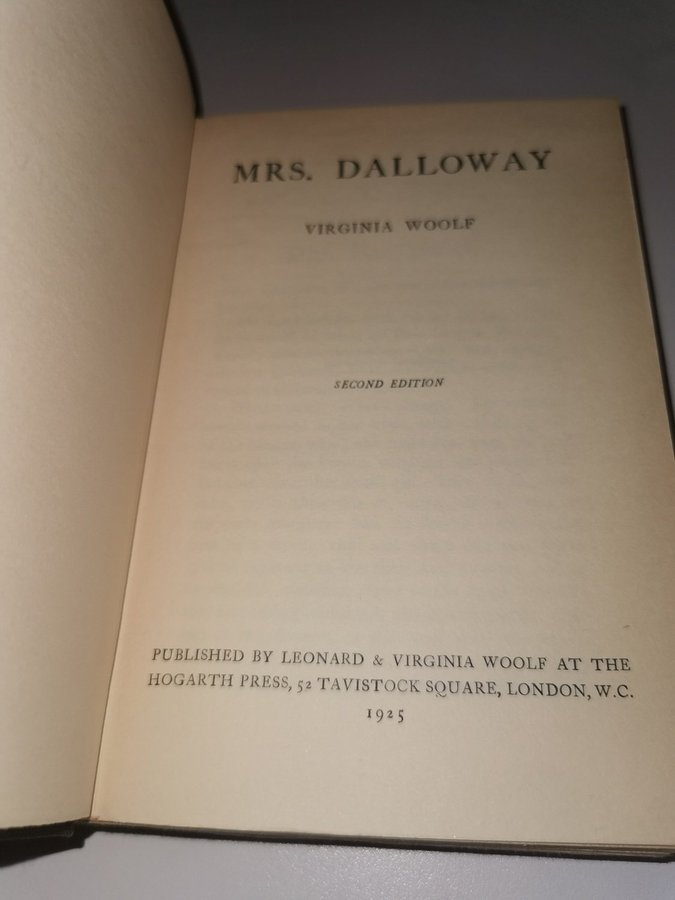 MRS. DALLOWAY
VIRGINIA WOOLF
SECOND EDITION
PUBLISHED BY LEONARD & VIRGINIA WOOLF AT THE
HOGARTH PRESS, 52 TAVISTOCK SQUARE, LONDON, W.C.
1925